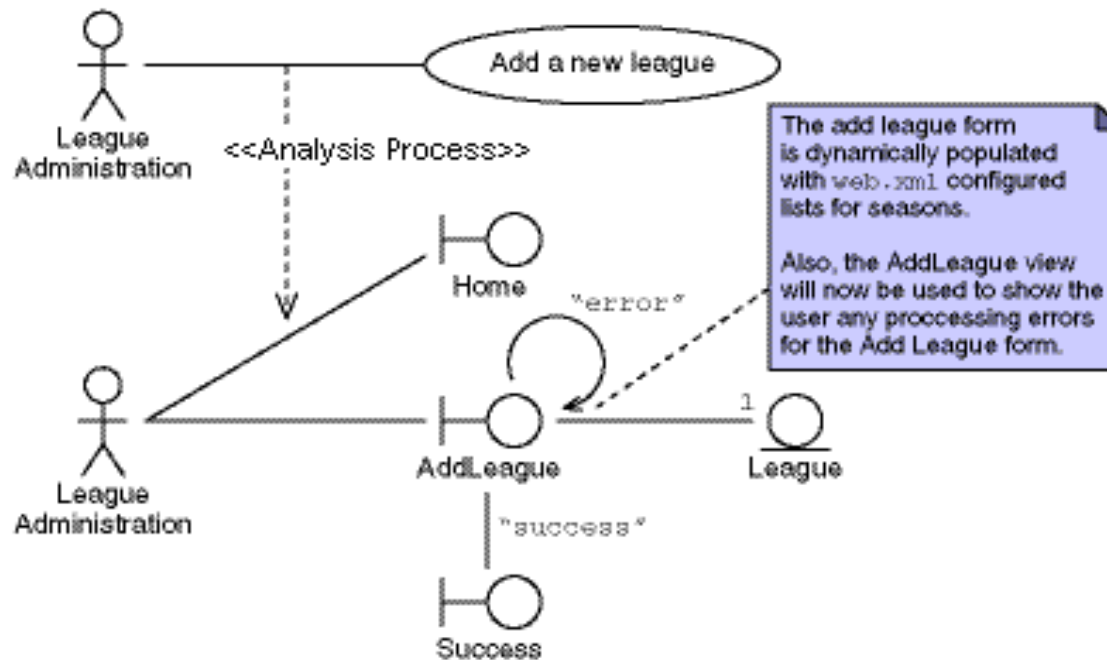 Add a new league
League
Administration
<<Analysis Process>>
The add league form
is dynamically populated
with web.xml configured
lists for seasons.
Also, the AddLeague view
will now be used to show the
user any proccessing errors
for the Add League form.
Home
"error"
League
Administration
AddLeague
1
League
"success"
Success